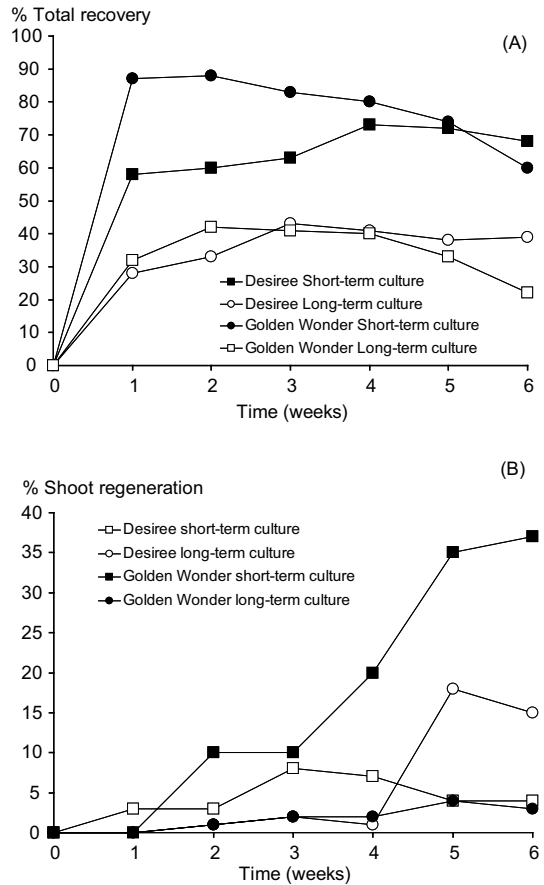 % Total recovery
(A)
100
90
80
70
60
50
40
30
20
10
0
Desiree Short-term culture
Desiree Long-term culture
Golden Wonder Short-term culture
Golden Wonder Long-term culture
0 1 2 3 4 5 6
Time (weeks)
(B)
% Shoot regeneration
40
35
30
25
20
15
10
5
0
Desiree short-term culture
Desiree long-term culture
Golden Wonder short-term culture
Golden Wonder long-term culture
0 1 2 3 4 5 6
Time (weeks)